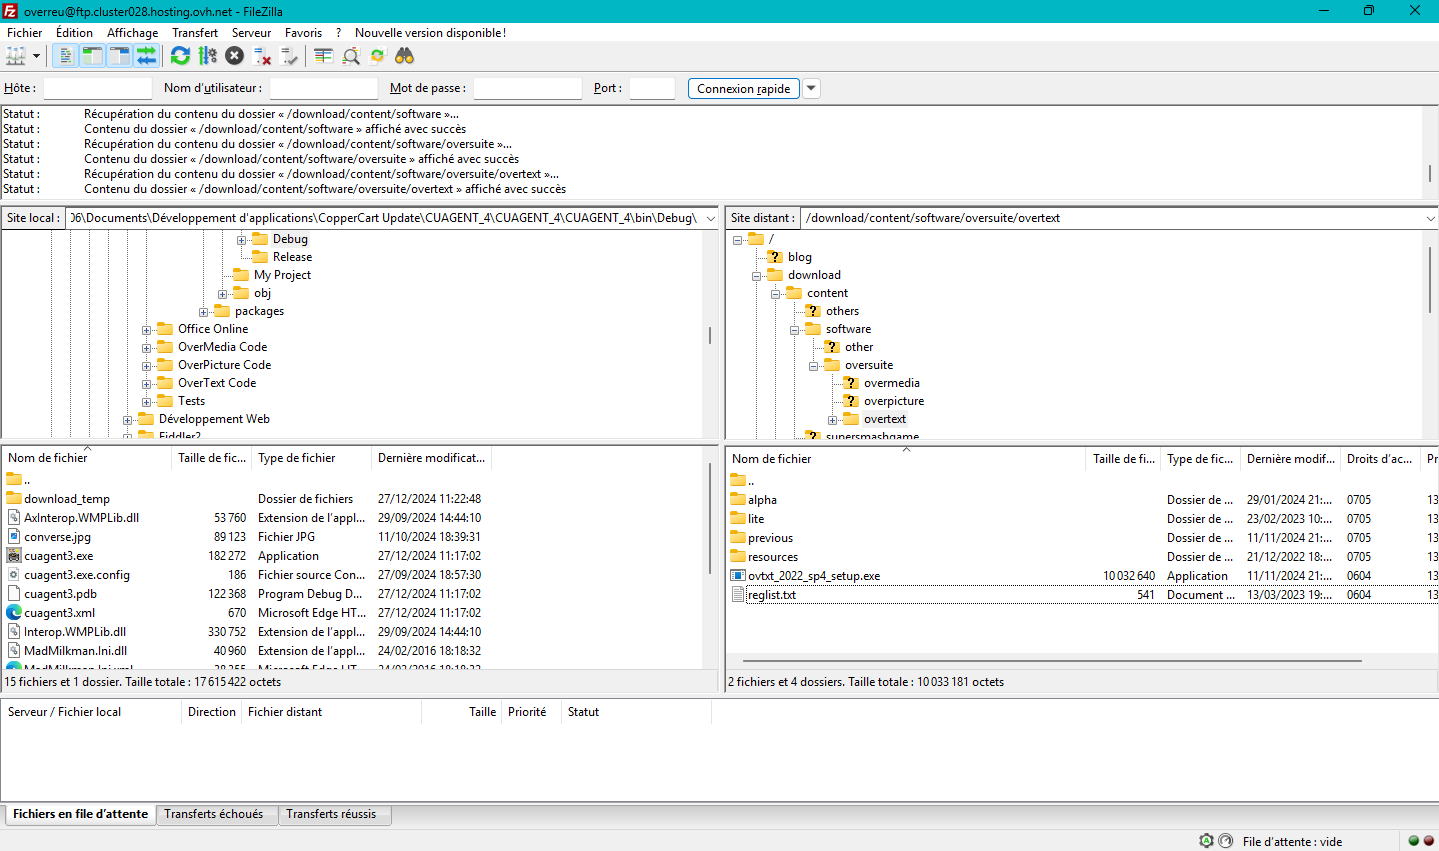 overreu@ftp.cluster028.hosting.ovh.net - FileZilla
Fichier Édition Affichage Transfert Serveur Favoris ? Nouvelle version disponible !
Hôte : Nom d'utilisateur : Mot de passe : Port : Connexion rapide
Statut : Récupération du contenu du dossier « /download/content/software »...
Statut : Contenu du dossier « /download/content/software » affiché avec succès
Statut : Récupération du contenu du dossier « /download/content/software/oversuite »...
Statut : Contenu du dossier « /download/content/software/oversuite » affiché avec succès
Statut : Récupération du contenu du dossier « /download/content/software/oversuite/overtext »...
Statut : Contenu du dossier « /download/content/software/oversuite/overtext » affiché avec succès
Site local : 06\Documents\Développement d'applications\CopperCart Update\CUAGENT_4\CUAGENT_4\CUAGENT_4\bin\Debug\
Debug
Release
My Project
obj
packages
Office Online
OverMedia Code
OverPicture Code
OverText Code
Tests
Développement Web
Fiddler2
Site distant : /download/content/software/oversuite/overtext
/
blog
download
content
others
software
other
oversuite
overmedia
overpicture
overtext
supersmashgame
Nom de fichier Taille de fic... Type de fichier Dernière modificat...
..
download_temp Dossier de fichiers 27/12/2024 11:22:48
AxInterop.WMPLib.dll 53 760 Extension de l'appl... 29/09/2024 14:44:10
converse.jpg 89 123 Fichier JPG 11/10/2024 18:39:31
cuagent3.exe 182 272 Application 27/12/2024 11:17:02
cuagent3.exe.config 186 Fichier source Con... 27/09/2024 18:57:30
cuagent3.pdb 122 368 Program Debug D... 27/12/2024 11:17:02
cuagent3.xml 670 Microsoft Edge HT... 27/12/2024 11:17:02
Interop.WMPLib.dll 330 752 Extension de l'appl... 29/09/2024 14:44:10
MadMilkman.Ini.dll 40 960 Extension de l'appl... 24/02/2016 18:18:32
MadMilkman.Ini.xml 38 255 Microsoft Edge HT... 24/02/2016 18:18:32
15 fichiers et 1 dossier. Taille totale : 17 615 422 octets
Nom de fichier Taille de fi... Type de fic... Dernière modif... Droits d'ac... Pr
..
alpha Dossier de ... 29/01/2024 21:... 0705 13
lite Dossier de ... 23/02/2023 10:... 0705 13
previous Dossier de ... 11/11/2024 21:... 0705 13
resources Dossier de ... 21/12/2022 18:... 0705 13
ovtxt_2022_sp4_setup.exe 10 032 640 Application 11/11/2024 21:... 0604 13
reglist.txt 541 Document ... 13/03/2023 19:... 0604 13
2 fichiers et 4 dossiers. Taille totale : 10 033 181 octets
Serveur / Fichier local Direction Fichier distant Taille Priorité Statut
Fichiers en file d'attente Transferts échoués Transferts réussis
File d'attente : vide